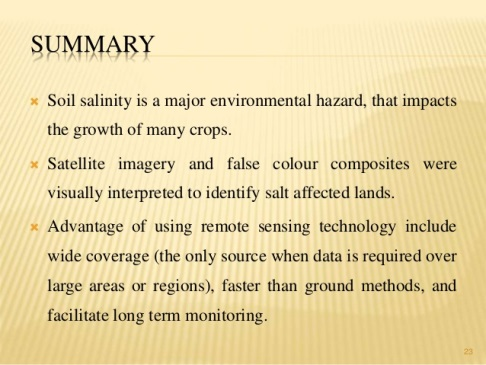 SUMMARY
Soil salinity is a major environmental hazard, that impacts
the growth of many crops.
Satellite imagery and false colour composites were
visually interpreted to identify salt affected lands.
Advantage of using remote sensing technology include
wide coverage (the only source when data is required over
large areas or regions), faster than ground methods, and
facilitate long term monitoring.
23